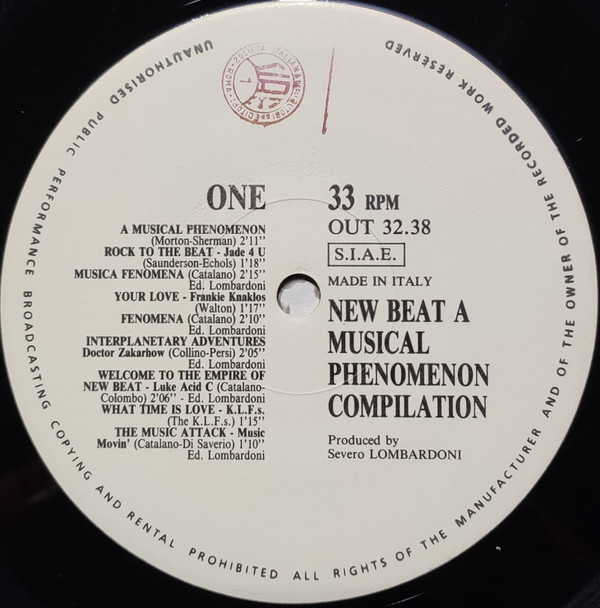 UNAUTHORISED PUBLIC PERFORMANCE BROADCASTING COPYING AND RENTAL PROHIBITED ALL RIGHTS OF THE MANUFACTURER AND OF THE OWNER OF THE RECORDED WORK RESERVED
ONE
A MUSICAL PHENOMENON
(Morton-Sherman) 2'11"
ROCK TO THE BEAT - Jade 4 U
(Saunderson-Echols) 1'18"
MUSICA FENOMENA (Catalano) 2'15"
Ed. Lombardoni
YOUR LOVE - Frankie Knaklos
(Walton) 1'17"
FENOMENA (Catalano) 2'10"
Ed. Lombardoni
INTERPLANETARY ADVENTURES
Doctor Zakarhow (Collino-Persi) 2'05"
Ed. Lombardoni
WELCOME TO THE EMPIRE OF
NEW BEAT - Luke Acid C (Catalano-
Colombo) 2'06" - Ed. Lombardoni
WHAT TIME IS LOVE - K.L.F.s.
(The K.L.F.s.) 1'15"
THE MUSIC ATTACK - Music
Movin' (Catalano-Di Saverio) 1'10"
Ed. Lombardoni
33 RPM
OUT 32.38
S.I.A.E.
MADE IN ITALY
NEW BEAT A
MUSICAL
PHENOMENON
COMPILATION
Produced by
Severo LOMBARDONI